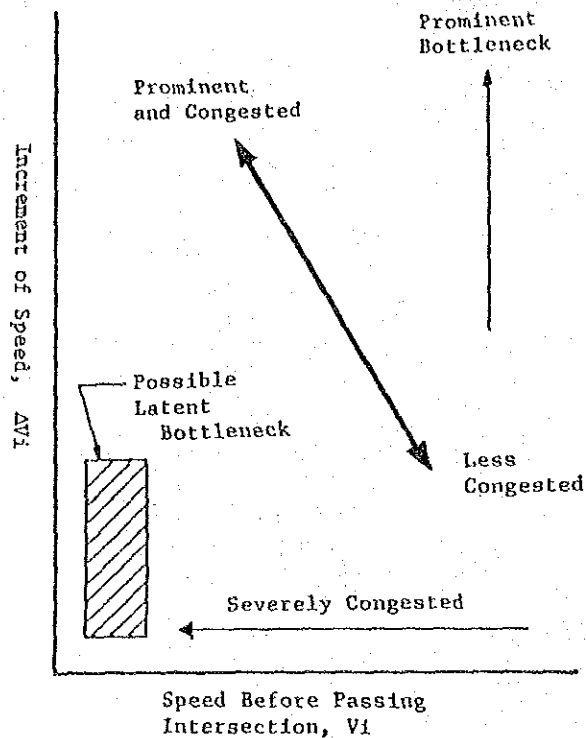 Prominent
Bottleneck
Prominent
and Congested
Increment of Speed, ΔVi
Possible
Latent
Bottleneck
Less
Congested
Severely Congested
Speed Before Passing
Intersection, Vi